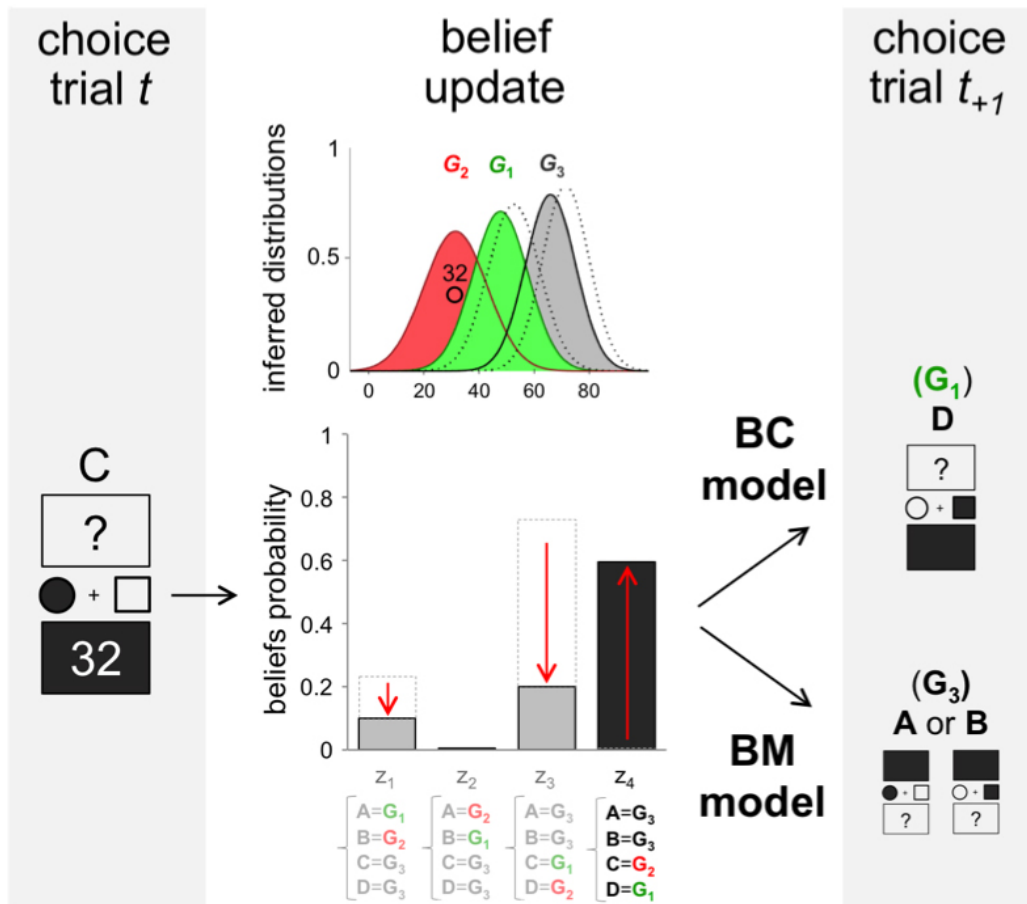 choice
trial t
belief
update
choice
trial t+1
inferred distributions
1
0.5
0
G2 G1 G3
32
0 20 40 60 80
C
?
+
32
beliefs probability
1
0.8
0.6
0.4
0.2
0
z1 z2 z3 z4
A=G1
B=G2
C=G3
D=G3
A=G2
B=G1
C=G3
D=G3
A=G3
B=G3
C=G1
D=G2
A=G3
B=G3
C=G2
D=G1
BC
model
BM
model
(G1)
D
?
+
(G3)
A or B
+ +
? ?